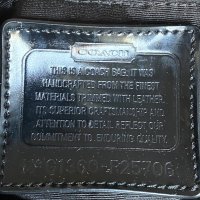 COACH
THIS IS A COACH BAG. IT WAS
HANDCRAFTED FROM THE FINEST
MATERIALS TRIMMED WITH LEATHER.
ITS SUPERIOR CRAFTSMANSHIP AND
ATTENTION TO DETAIL REFLECT OUR
COMMITMENT TO ENDURING QUALITY.